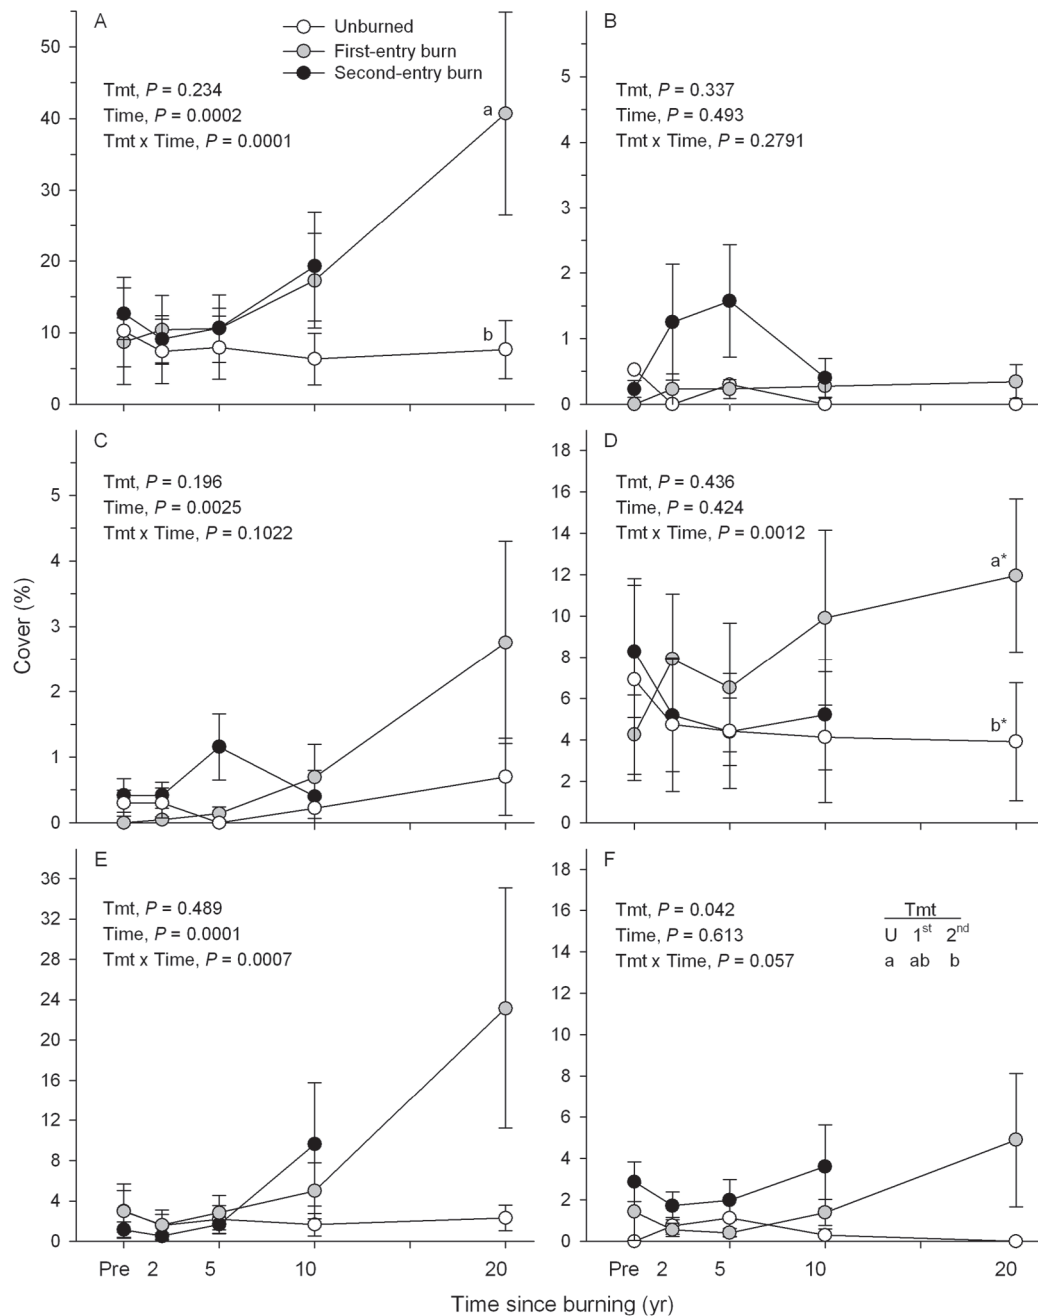 A
Unburned
First-entry burn
Second-entry burn
Tmt, P = 0.234
Time, P = 0.0002
Tmt x Time, P = 0.0001
a
b
50
40
30
20
10
0
B
Tmt, P = 0.337
Time, P = 0.493
Tmt x Time, P = 0.2791
5
4
3
2
1
0
C
Tmt, P = 0.196
Time, P = 0.0025
Tmt x Time, P = 0.1022
5
4
3
2
1
0
D
Tmt, P = 0.436
Time, P = 0.424
Tmt x Time, P = 0.0012
a*
b*
18
16
14
12
10
8
6
4
2
0
Cover (%)
E
Tmt, P = 0.489
Time, P = 0.0001
Tmt x Time, P = 0.0007
36
32
28
24
20
16
12
8
4
0
Pre 2 5 10 20
F
Tmt, P = 0.042
Time, P = 0.613
Tmt x Time, P = 0.057
Tmt
U 1st 2nd
a ab b
18
16
14
12
10
8
6
4
2
0
Pre 2 5 10 20
Time since burning (yr)